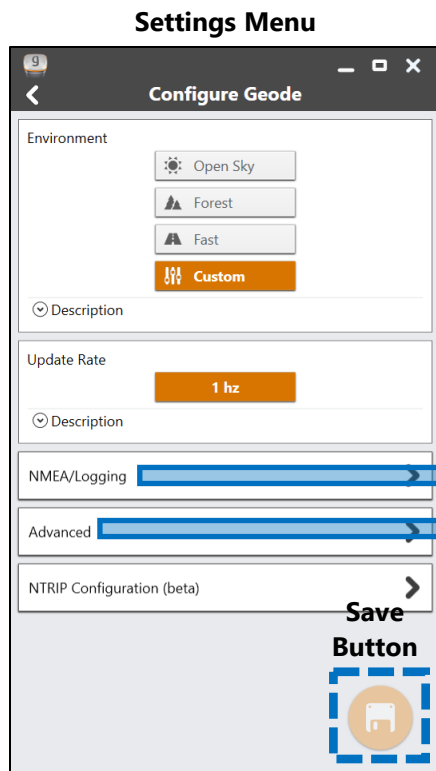 Settings Menu
9
Configure Geode
Environment
Open Sky
Forest
Fast
Custom
Description
Update Rate
1 hz
Description
NMEA/Logging
Advanced
NTRIP Configuration (beta)
Save
Button